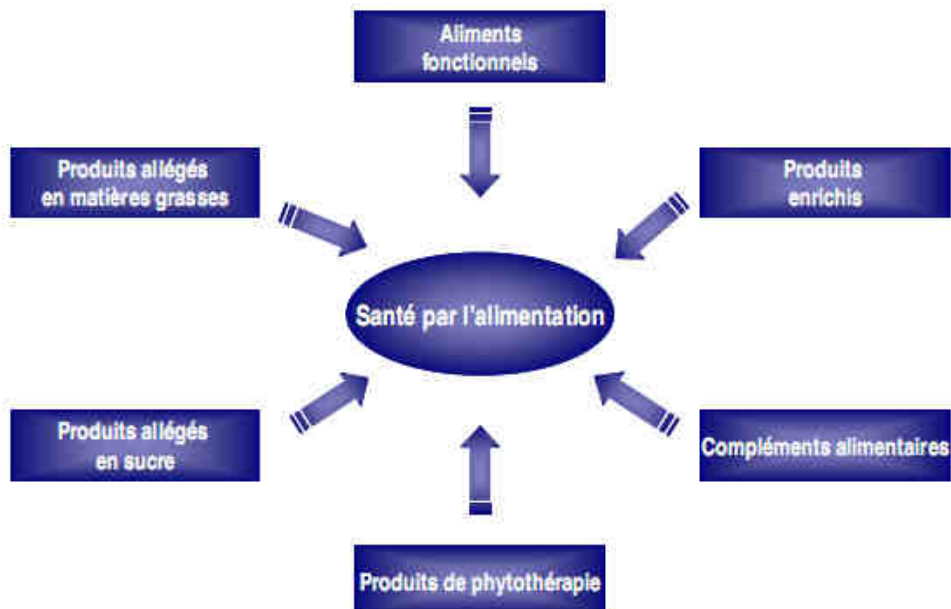 Aliments
fonctionnels
Produits allégés
en matières grasses
Produits
enrichis
Santé par l'alimentation
Produits allégés
en sucre
Compléments alimentaires
Produits de phytothérapie